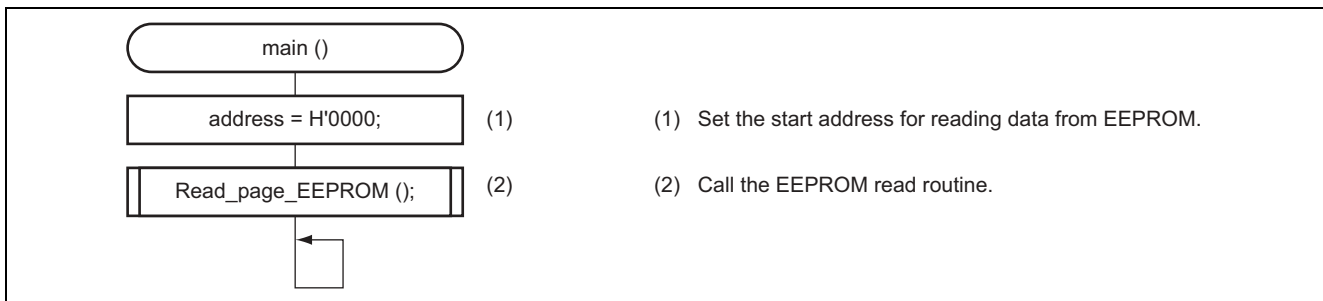 main ()
address = H'0000; (1) (1) Set the start address for reading data from EEPROM.
Read_page_EEPROM (); (2) (2) Call the EEPROM read routine.